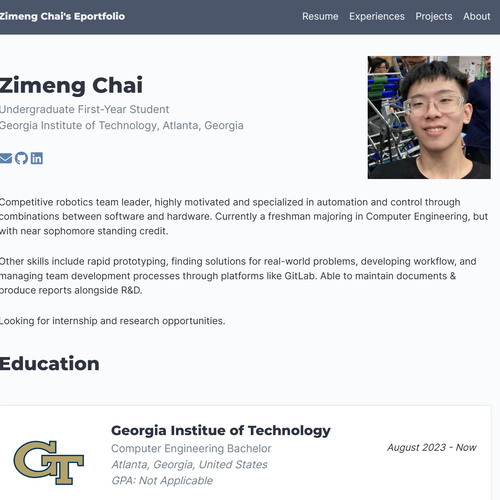 Zimeng Chai's Eportfolio Resume Experiences Projects About
Zimeng Chai
Undergraduate First-Year Student
Georgia Institute of Technology, Atlanta, Georgia
Competitive robotics team leader, highly motivated and specialized in automation and control through
combinations between software and hardware. Currently a freshman majoring in Computer Engineering, but
with near sophomore standing credit.
Other skills include rapid prototyping, finding solutions for real-world problems, developing workflow, and
managing team development processes through platforms like GitLab. Able to maintain documents &
produce reports alongside R&D.
Looking for internship and research opportunities.
Education
Georgia Institue of Technology
Computer Engineering Bachelor
August 2023 - Now
Atlanta, Georgia, United States
GPA: Not Applicable
GT